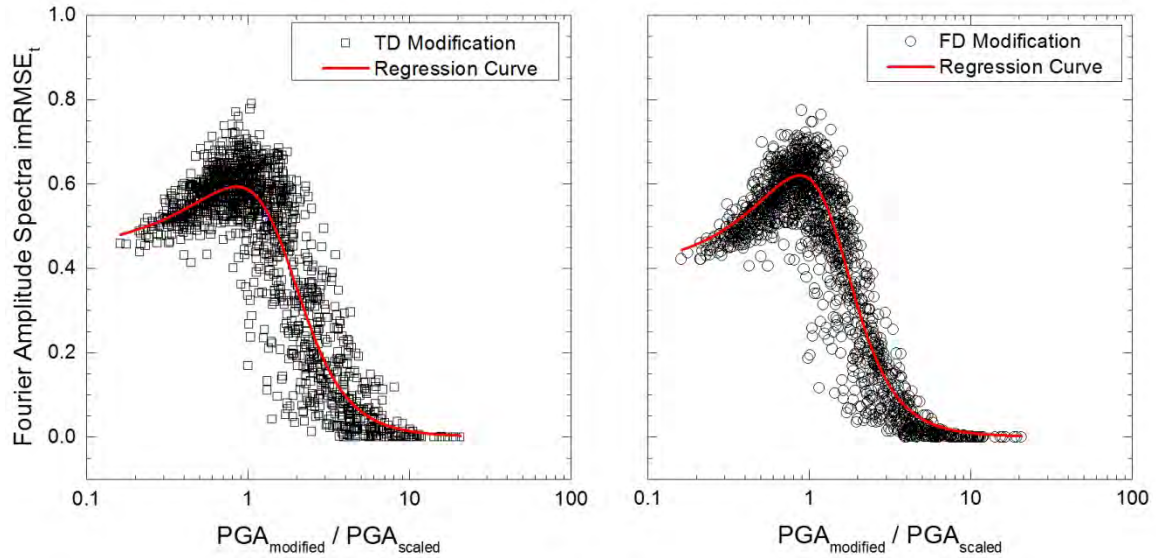 Fourier Amplitude Spectra imRMSE_t
1.0
0.8
0.6
0.4
0.2
0.0
TD Modification
Regression Curve
0.1 1 10 100
PGA_modified / PGA_scaled
FD Modification
Regression Curve
0.1 1 10 100
PGA_modified / PGA_scaled